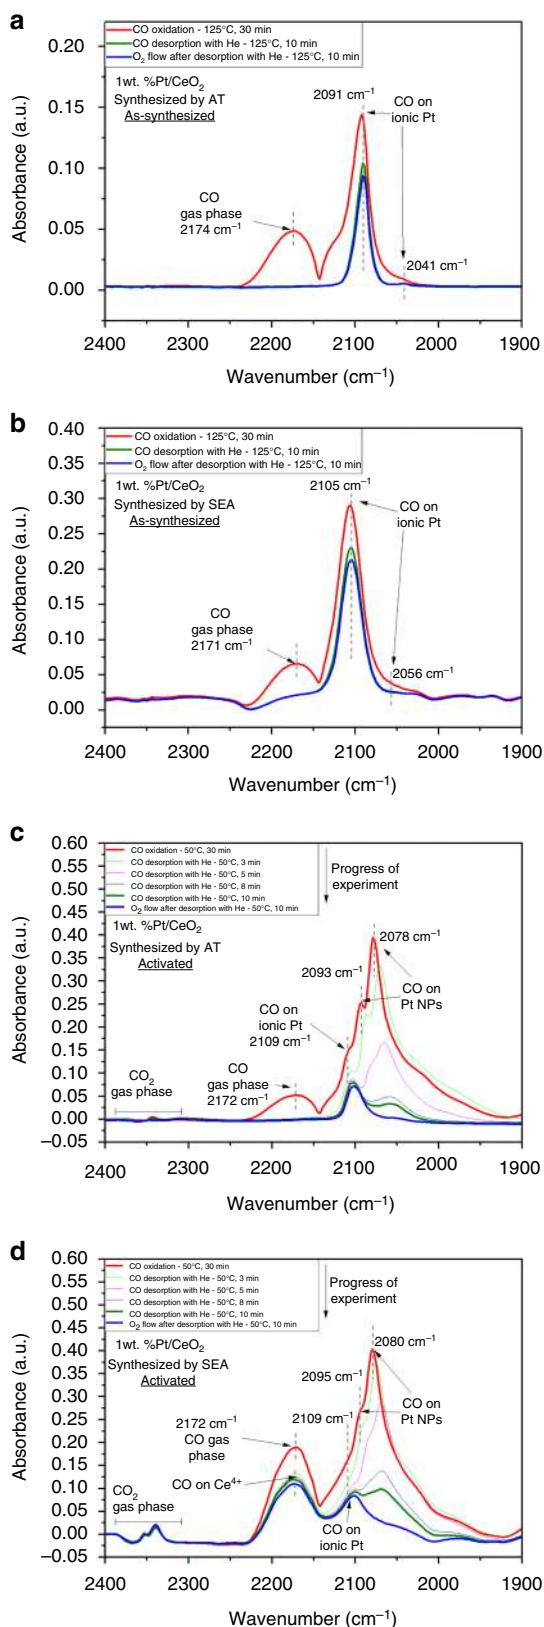 a
CO oxidation - 125°C, 30 min
CO desorption with He - 125°C, 10 min
O₂ flow after desorption with He - 125°C, 10 min
1wt. %Pt/CeO₂
Synthesized by AT
As-synthesized
2091 cm⁻¹
CO on
ionic Pt
CO
gas phase
2174 cm⁻¹
2041 cm⁻¹
Absorbance (a.u.)
0.20
0.15
0.10
0.05
0.00
2400 2300 2200 2100 2000 1900
Wavenumber (cm⁻¹)
b
CO oxidation - 125°C, 30 min
CO desorption with He - 125°C, 10 min
O₂ flow after desorption with He - 125°C, 10 min
1wt. %Pt/CeO₂
Synthesized by SEA
As-synthesized
2105 cm⁻¹
CO on
ionic Pt
CO
gas phase
2171 cm⁻¹
2056 cm⁻¹
Absorbance (a.u.)
0.40
0.35
0.30
0.25
0.20
0.15
0.10
0.05
0.00
2400 2300 2200 2100 2000 1900
Wavenumber (cm⁻¹)
c
CO oxidation - 50°C, 30 min
CO desorption with He - 50°C, 3 min
CO desorption with He - 50°C, 5 min
CO desorption with He - 50°C, 8 min
CO desorption with He - 50°C, 10 min
O₂ flow after desorption with He - 50°C, 10 min
Progress of
experiment
1wt. %Pt/CeO₂
Synthesized by AT
Activated
2078 cm⁻¹
2093 cm⁻¹
CO on
Pt NPs
CO on
ionic Pt
2109 cm⁻¹
CO
gas phase
2172 cm⁻¹
CO₂
gas phase
Absorbance (a.u.)
0.60
0.55
0.50
0.45
0.40
0.35
0.30
0.25
0.20
0.15
0.10
0.05
0.00
−0.05
2400 2300 2200 2100 2000 1900
Wavenumber (cm⁻¹)
d
CO oxidation - 50°C, 30 min
CO desorption with He - 50°C, 3 min
CO desorption with He - 50°C, 5 min
CO desorption with He - 50°C, 8 min
CO desorption with He - 50°C, 10 min
O₂ flow after desorption with He - 50°C, 10 min
Progress of
experiment
1wt. %Pt/CeO₂
Synthesized by SEA
Activated
2080 cm⁻¹
2095 cm⁻¹
2109 cm⁻¹
CO on
Pt NPs
2172 cm⁻¹
CO gas
phase
CO on Ce⁴⁺
CO₂
gas phase
CO on
ionic Pt
Absorbance (a.u.)
0.60
0.55
0.50
0.45
0.40
0.35
0.30
0.25
0.20
0.15
0.10
0.05
0.00
−0.05
2400 2300 2200 2100 2000 1900
Wavenumber (cm⁻¹)